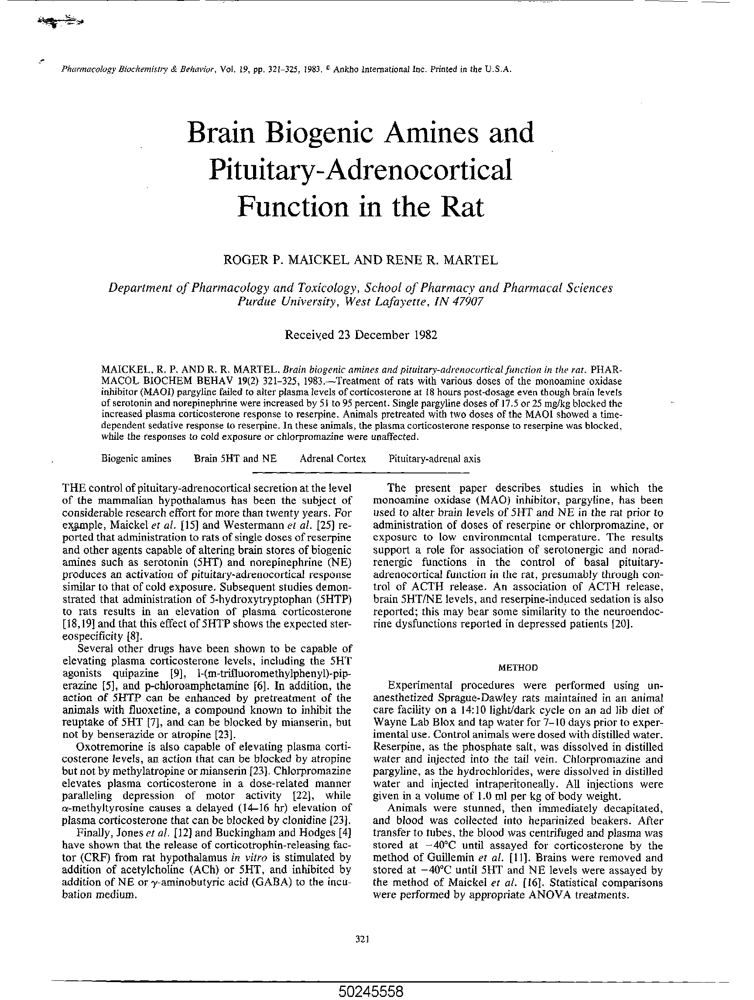 Pharmacology Biochemistry & Behavior, Vol. 19, pp. 321–325, 1983. © Ankho International Inc. Printed in the U.S.A.
Brain Biogenic Amines and
Pituitary-Adrenocortical
Function in the Rat
ROGER P. MAICKEL AND RENE R. MARTEL
Department of Pharmacology and Toxicology, School of Pharmacy and Pharmacal Sciences
Purdue University, West Lafayette, IN 47907
Received 23 December 1982
MAICKEL, R. P. AND R. R. MARTEL. Brain biogenic amines and pituitary-adrenocortical function in the rat. PHAR-
MACOL BIOCHEM BEHAV 19(2) 321–325, 1983.—Treatment of rats with various doses of the monoamine oxidase
inhibitor (MAOI) pargyline failed to alter plasma levels of corticosterone at 18 hours post-dosage even though brain levels
of serotonin and norepinephrine were increased by 51 to 95 percent. Single pargyline doses of 17.5 or 25 mg/kg blocked the
increased plasma corticosterone response to reserpine. Animals pretreated with two doses of the MAOI showed a time-
dependent sedative response to reserpine. In these animals, the plasma corticosterone response to reserpine was blocked,
while the responses to cold exposure or chlorpromazine were unaffected.
Biogenic amines Brain 5HT and NE Adrenal Cortex Pituitary-adrenal axis
THE control of pituitary-adrenocortical secretion at the level
of the mammalian hypothalamus has been the subject of
considerable research effort for more than twenty years. For
example, Maickel et al. [15] and Westermann et al. [25] re-
ported that administration to rats of single doses of reserpine
and other agents capable of altering brain stores of biogenic
amines such as serotonin (5HT) and norepinephrine (NE)
produces an activation of pituitary-adrenocortical response
similar to that of cold exposure. Subsequent studies demon-
strated that administration of 5-hydroxytryptophan (5HTP)
to rats results in an elevation of plasma corticosterone
[18,19] and that this effect of 5HTP shows the expected ster-
eospecificity [8].
Several other drugs have been shown to be capable of
elevating plasma corticosterone levels, including the 5HT
agonists quipazine [9], 1-(m-trifluoromethylphenyl)-pip-
erazine [5], and p-chloroamphetamine [6]. In addition, the
action of 5HTP can be enhanced by pretreatment of the
animals with fluoxetine, a compound known to inhibit the
reuptake of 5HT [7], and can be blocked by mianserin, but
not by benserazide or atropine [23].
Oxotremorine is also capable of elevating plasma corti-
costerone levels, an action that can be blocked by atropine
but not by methylatropine or mianserin [23]. Chlorpromazine
elevates plasma corticosterone in a dose-related manner
paralleling depression of motor activity [22], while
α-methyltyrosine causes a delayed (14–16 hr) elevation of
plasma corticosterone that can be blocked by clonidine [23].
Finally, Jones et al. [12] and Buckingham and Hodges [4]
have shown that the release of corticotrophin-releasing fac-
tor (CRF) from rat hypothalamus in vitro is stimulated by
addition of acetylcholine (ACh) or 5HT, and inhibited by
addition of NE or γ-aminobutyric acid (GABA) to the incu-
bation medium.
The present paper describes studies in which the
monoamine oxidase (MAO) inhibitor, pargyline, has been
used to alter brain levels of 5HT and NE in the rat prior to
administration of doses of reserpine or chlorpromazine, or
exposure to low environmental temperature. The results
support a role for association of serotonergic and norad-
renergic functions in the control of basal pituitary-
adrenocortical function in the rat, presumably through con-
trol of ACTH release. An association of ACTH release,
brain 5HT/NE levels, and reserpine-induced sedation is also
reported; this may bear some similarity to the neuroendoc-
rine dysfunctions reported in depressed patients [20].
METHOD
Experimental procedures were performed using un-
anesthetized Sprague-Dawley rats maintained in an animal
care facility on a 14:10 light/dark cycle on an ad lib diet of
Wayne Lab Blox and tap water for 7–10 days prior to exper-
imental use. Control animals were dosed with distilled water.
Reserpine, as the phosphate salt, was dissolved in distilled
water and injected into the tail vein. Chlorpromazine and
pargyline, as the hydrochlorides, were dissolved in distilled
water and injected intraperitoneally. All injections were
given in a volume of 1.0 ml per kg of body weight.
Animals were stunned, then immediately decapitated,
and blood was collected into heparinized beakers. After
transfer to tubes, the blood was centrifuged and plasma was
stored at −40°C until assayed for corticosterone by the
method of Guillemin et al. [11]. Brains were removed and
stored at −40°C until 5HT and NE levels were assayed by
the method of Maickel et al. [16]. Statistical comparisons
were performed by appropriate ANOVA treatments.
321
50245558